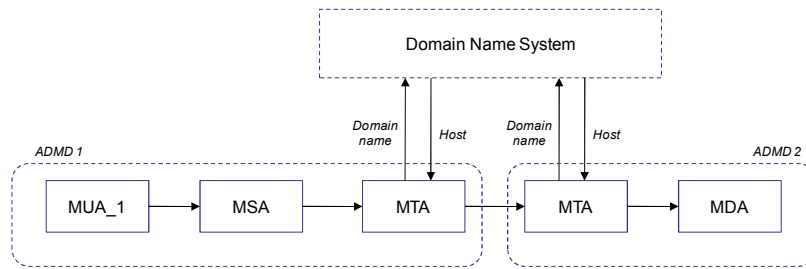 Domain Name System
Domain
name
Host
Domain
name
Host
ADMD 1
ADMD 2
MUA_1
MSA
MTA
MTA
MDA